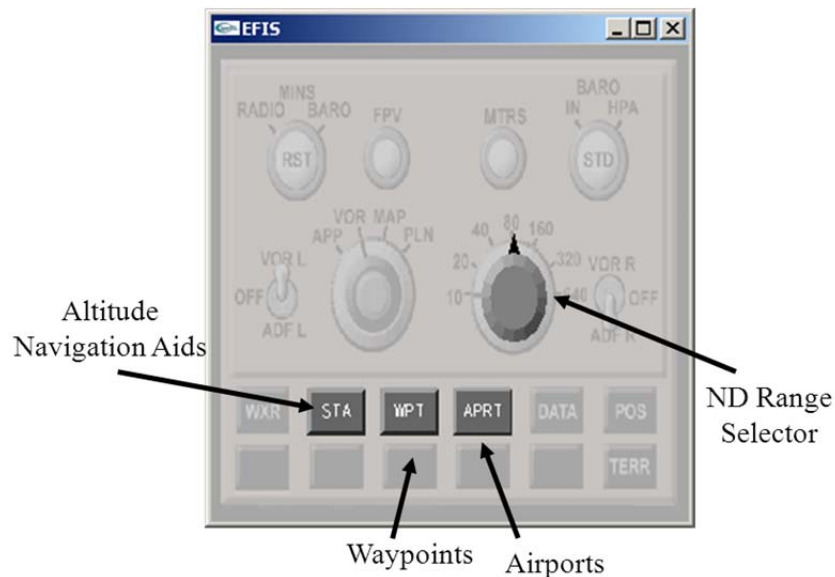 EFIS
MINS
RADIO BARO
RST
FPV
MTRS
BARO
IN HPA
STD
VOR L
OFF
ADF L
APP VOR MAP PLN
10 20 40 80 160 320 640
VOR R
OFF
ADF R
WXR STA WPT APRT DATA POS
TERR
Altitude
Navigation Aids
ND Range
Selector
Waypoints
Airports